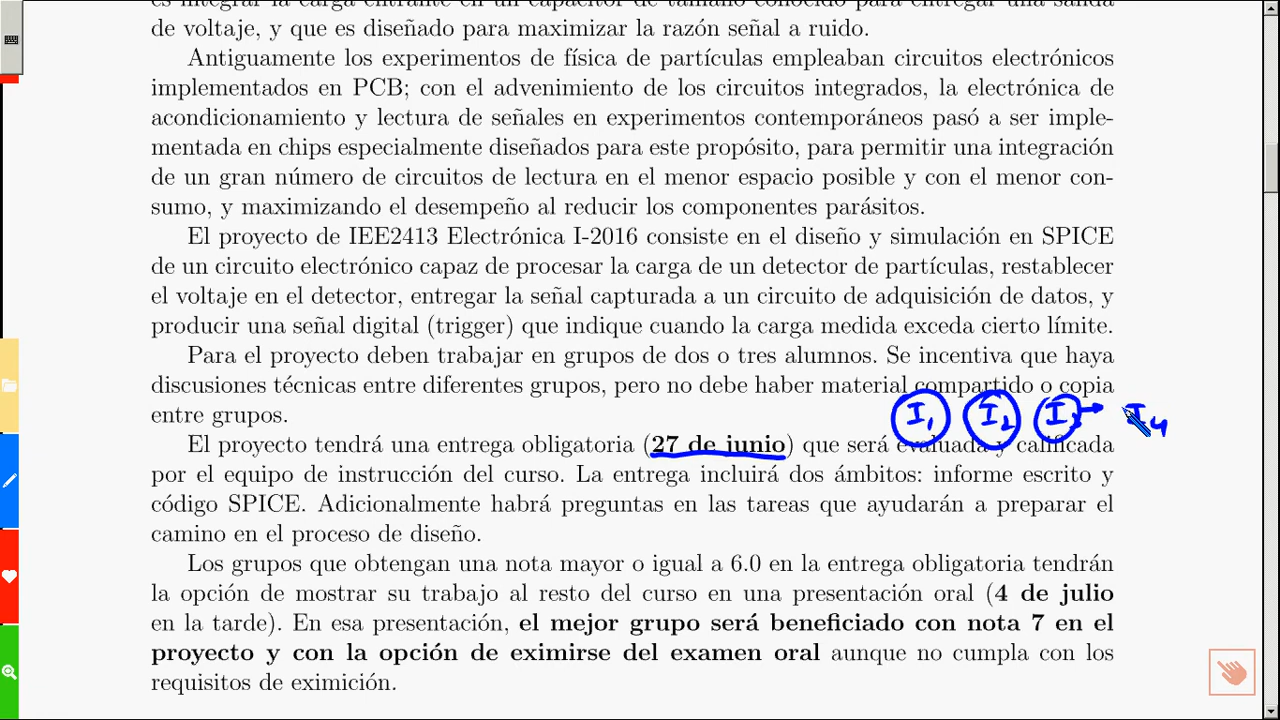 es integrar la carga entrante en un capacitor de tamaño conocido para entregar una salida
de voltaje, y que es diseñado para maximizar la razón señal a ruido.
Antiguamente los experimentos de física de partículas empleaban circuitos electrónicos
implementados en PCB; con el advenimiento de los circuitos integrados, la electrónica de
acondicionamiento y lectura de señales en experimentos contemporáneos pasó a ser imple-
mentada en chips especialmente diseñados para este propósito, para permitir una integración
de un gran número de circuitos de lectura en el menor espacio posible y con el menor con-
sumo, y maximizando el desempeño al reducir los componentes parásitos.
El proyecto de IEE2413 Electrónica I-2016 consiste en el diseño y simulación en SPICE
de un circuito electrónico capaz de procesar la carga de un detector de partículas, restablecer
el voltaje en el detector, entregar la señal capturada a un circuito de adquisición de datos, y
producir una señal digital (trigger) que indique cuando la carga medida exceda cierto límite.
Para el proyecto deben trabajar en grupos de dos o tres alumnos. Se incentiva que haya
discusiones técnicas entre diferentes grupos, pero no debe haber material compartido o copia
entre grupos.
I1 I2 I3 → I4
El proyecto tendrá una entrega obligatoria (27 de junio) que será evaluada y calificada
por el equipo de instrucción del curso. La entrega incluirá dos ámbitos: informe escrito y
código SPICE. Adicionalmente habrá preguntas en las tareas que ayudarán a preparar el
camino en el proceso de diseño.
Los grupos que obtengan una nota mayor o igual a 6.0 en la entrega obligatoria tendrán
la opción de mostrar su trabajo al resto del curso en una presentación oral (4 de julio
en la tarde). En esa presentación, el mejor grupo será beneficiado con nota 7 en el
proyecto y con la opción de eximirse del examen oral aunque no cumpla con los
requisitos de eximición.